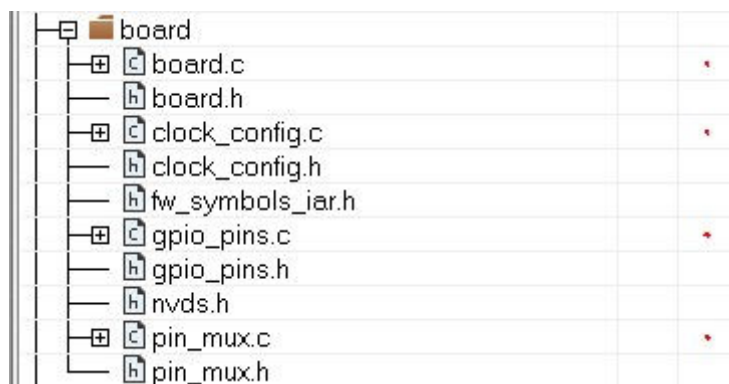 board
board.c
board.h
clock_config.c
clock_config.h
fw_symbols_iar.h
gpio_pins.c
gpio_pins.h
nvds.h
pin_mux.c
pin_mux.h